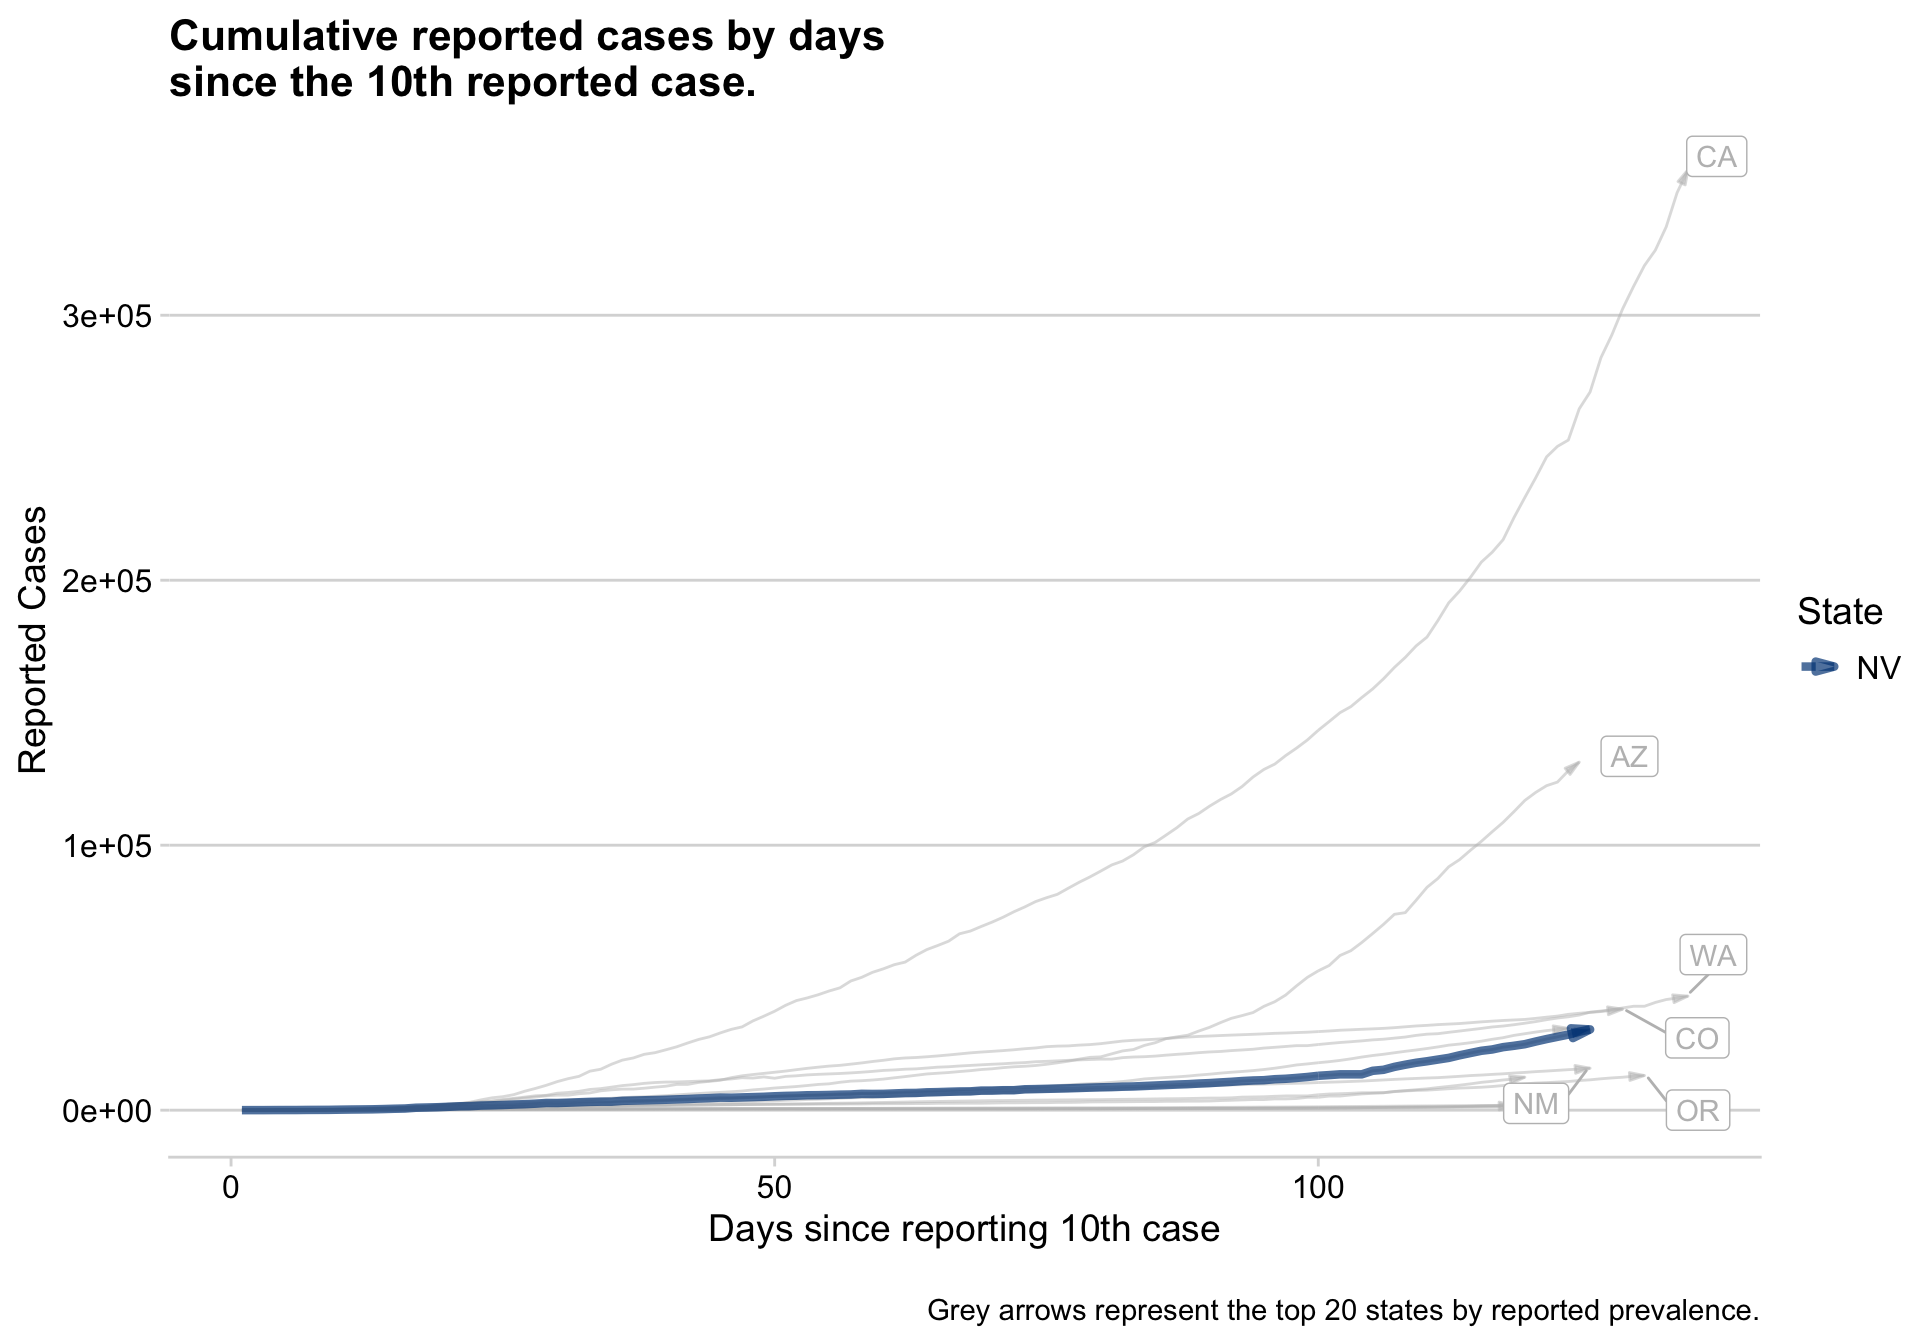 Cumulative reported cases by days
since the 10th reported case.
CA
3e+05
2e+05
Reported Cases
State
NV
AZ
1e+05
WA
CO
NM
OR
0e+00
0
50
100
Days since reporting 10th case
Grey arrows represent the top 20 states by reported prevalence.